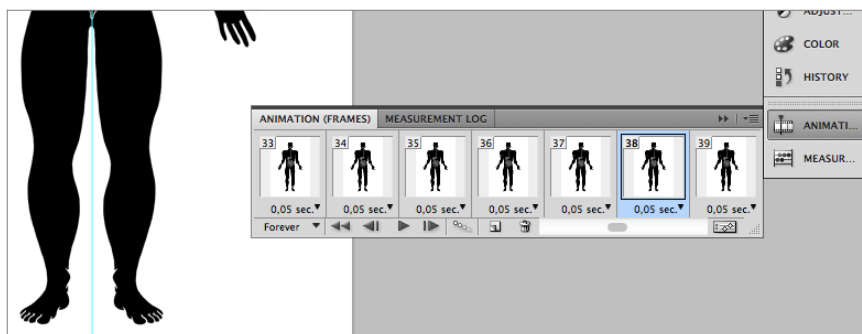 ADJUST...
COLOR
HISTORY
ANIMATI...
MEASUR...
ANIMATION (FRAMES) MEASUREMENT LOG
33 34 35 36 37 38 39
0,05 sec. 0,05 sec. 0,05 sec. 0,05 sec. 0,05 sec. 0,05 sec. 0,05 sec.
Forever